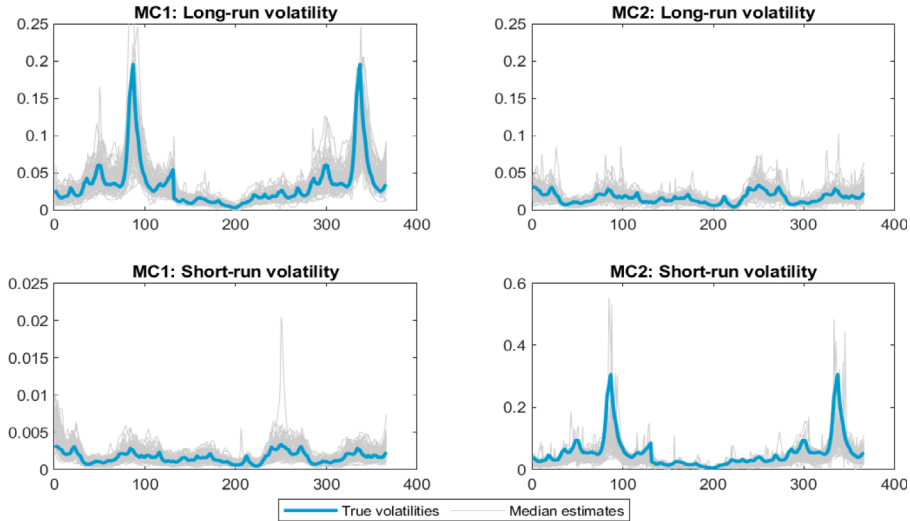 MC1: Long-run volatility
0.25
0.2
0.15
0.1
0.05
0
0 100 200 300 400
MC2: Long-run volatility
0.25
0.2
0.15
0.1
0.05
0
0 100 200 300 400
MC1: Short-run volatility
0.025
0.02
0.015
0.01
0.005
0
0 100 200 300 400
MC2: Short-run volatility
0.6
0.4
0.2
0
0 100 200 300 400
True volatilities Median estimates